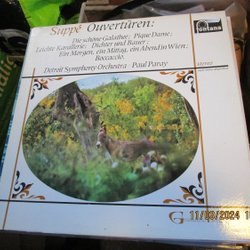 Suppé Ouvertüren:
Die schöne Galathee; Pique Dame;
Leichte Kavallerie; Dichter und Bauer;
Ein Morgen, ein Mittag, ein Abend in Wien;
Boccaccio.
Detroit Symphony Orchestra · Paul Paray
fontana
STEREO
G
11/03/2024